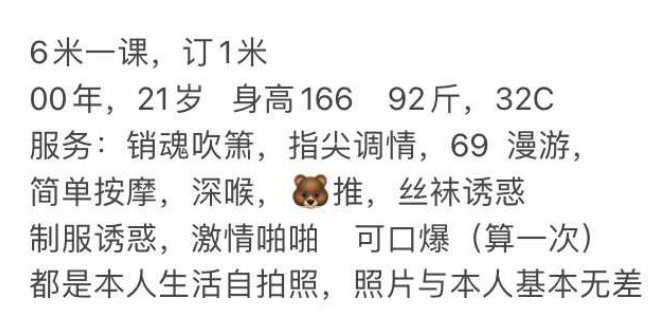 6米一课，订1米
00年，21岁 身高166 92斤，32C
服务：销魂吹箫，指尖调情，69 漫游，
简单按摩，深喉，🐻推，丝袜诱惑
制服诱惑，激情啪啪 可口爆（算一次）
都是本人生活自拍照，照片与本人基本无差